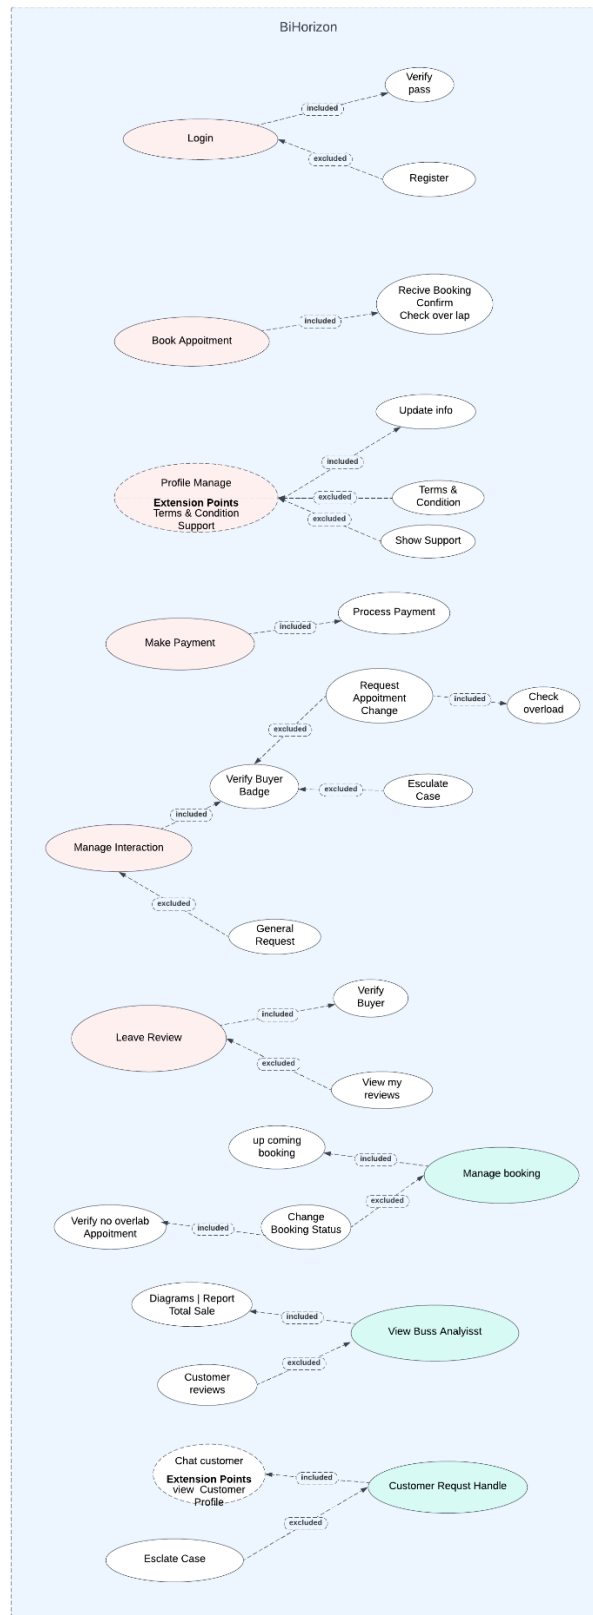 BiHorizon
Verify
pass
included
Login
excluded
Register
Recive Booking
Confirm
Check over lap
included
Book Appoitment
Update info
included
Profile Manage
Extension Points
Terms & Condition
Support
excluded
Terms &
Condition
excluded
Show Support
Process Payment
included
Make Payment
Request
Appoitment
Change
included
Check
overload
excluded
Verify Buyer
Badge
excluded
Esculate
Case
included
Manage Interaction
excluded
General
Request
Verify
Buyer
included
Leave Review
excluded
View my
reviews
up coming
booking
included
Manage booking
excluded
Change
Booking Status
included
Verify no overlab
Appoitment
Diagrams | Report
Total Sale
included
View Buss Analyisst
excluded
Customer
reviews
Chat customer
Extension Points
view Customer
Profile
included
Customer Requst Handle
excluded
Esclate Case